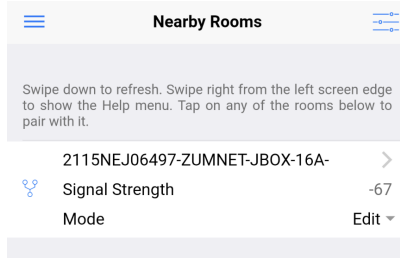 Nearby Rooms
Swipe down to refresh. Swipe right from the left screen edge
to show the Help menu. Tap on any of the rooms below to
pair with it.
2115NEJ06497-ZUMNET-JBOX-16A-
Signal Strength -67
Mode Edit